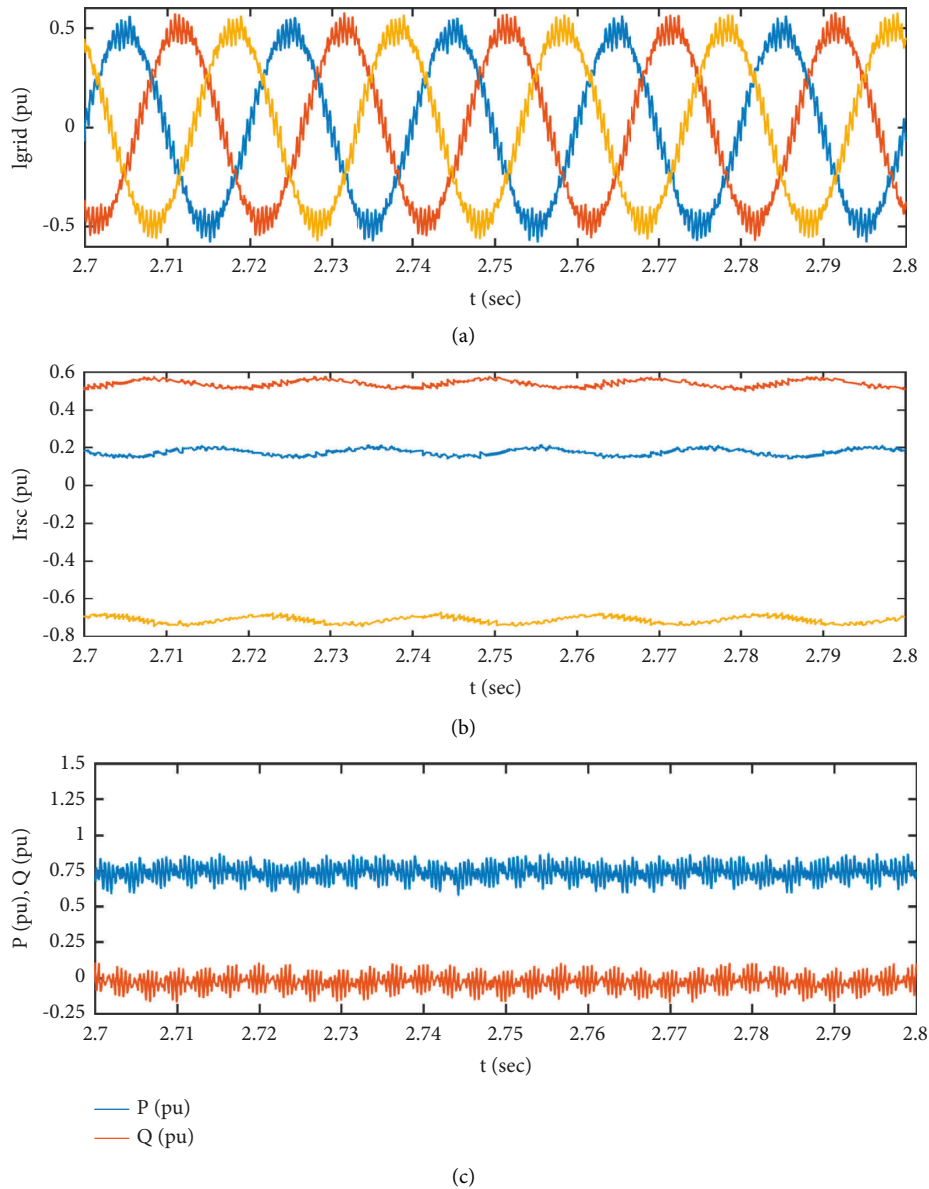 Igrid (pu)
0.5
0
-0.5
2.7 2.71 2.72 2.73 2.74 2.75 2.76 2.77 2.78 2.79 2.8
t (sec)
(a)
Irsc (pu)
0.6
0.4
0.2
0
-0.2
-0.4
-0.6
-0.8
2.7 2.71 2.72 2.73 2.74 2.75 2.76 2.77 2.78 2.79 2.8
t (sec)
(b)
P (pu), Q (pu)
1.5
1.25
1
0.75
0.5
0.25
0
-0.25
2.7 2.71 2.72 2.73 2.74 2.75 2.76 2.77 2.78 2.79 2.8
t (sec)
P (pu)
Q (pu)
(c)